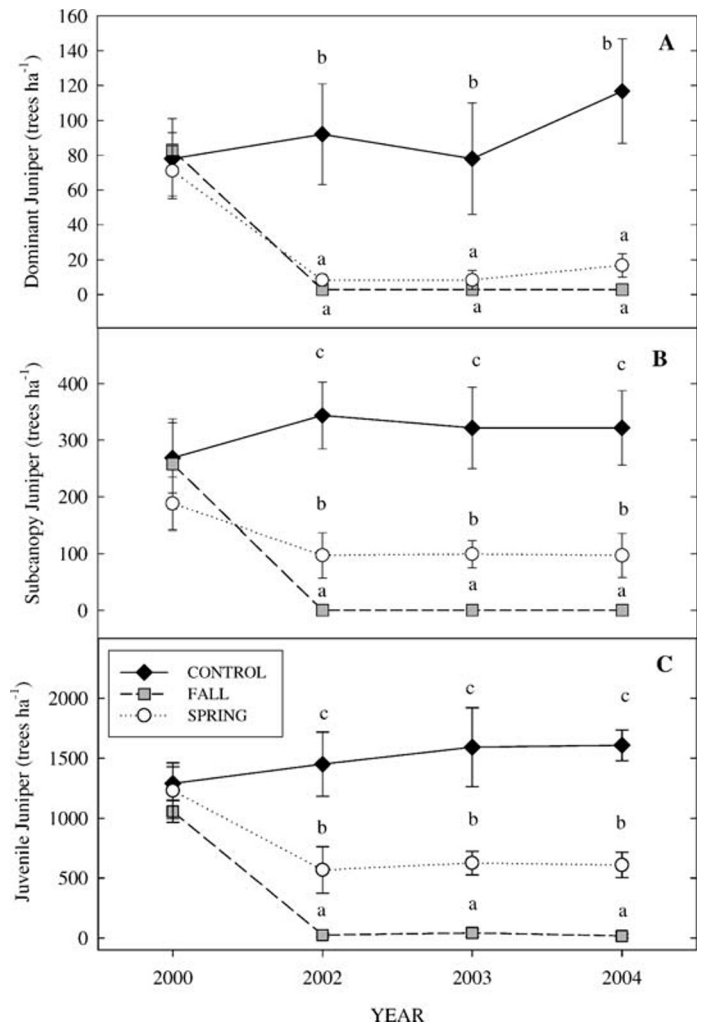 160
140
120
100
80
60
40
20
0
Dominant Juniper (trees ha-1)
A
b
b
b
a
a
a
a
a
a
400
300
200
100
0
Subcanopy Juniper (trees ha-1)
B
c
c
c
b
b
b
a
a
a
2000
1500
1000
500
0
Juvenile Juniper (trees ha-1)
C
CONTROL
FALL
SPRING
c
c
c
b
b
b
a
a
a
2000 2002 2003 2004
YEAR